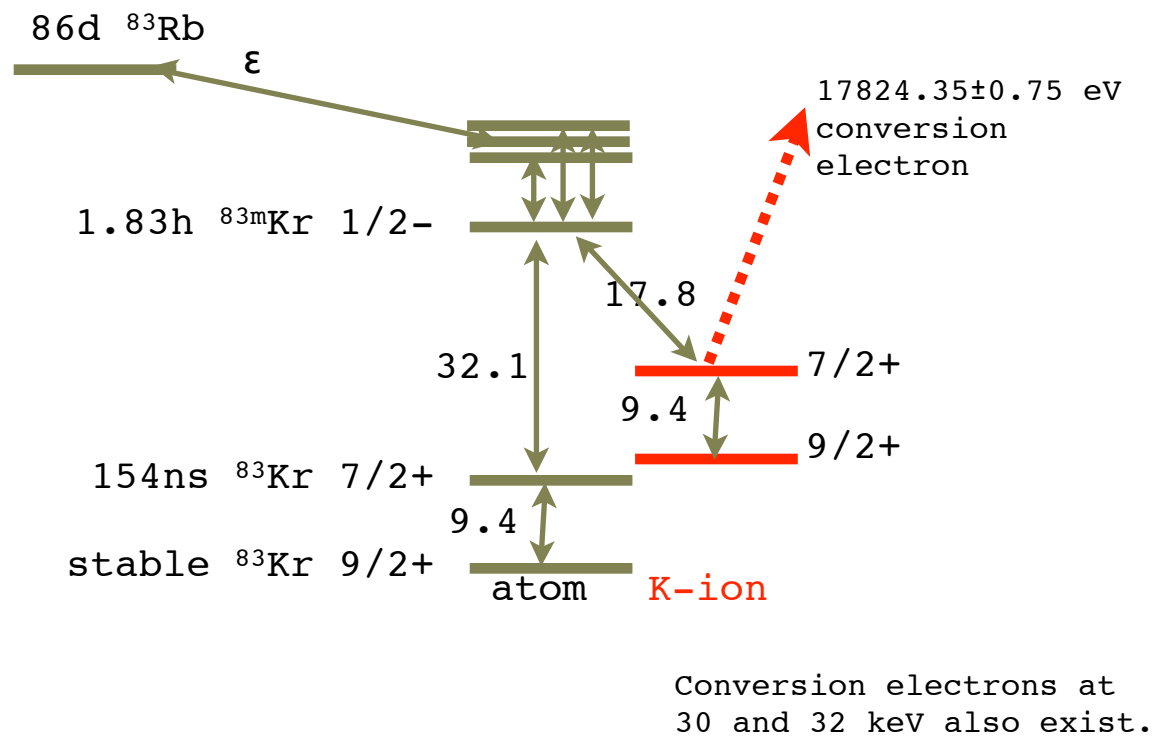 86d ⁸³Rb
ε
17824.35±0.75 eV
conversion
electron
1.83h ⁸³ᵐKr 1/2-
17.8
32.1
7/2+
9.4
9/2+
154ns ⁸³Kr 7/2+
9.4
stable ⁸³Kr 9/2+
atom
K-ion
Conversion electrons at
30 and 32 keV also exist.